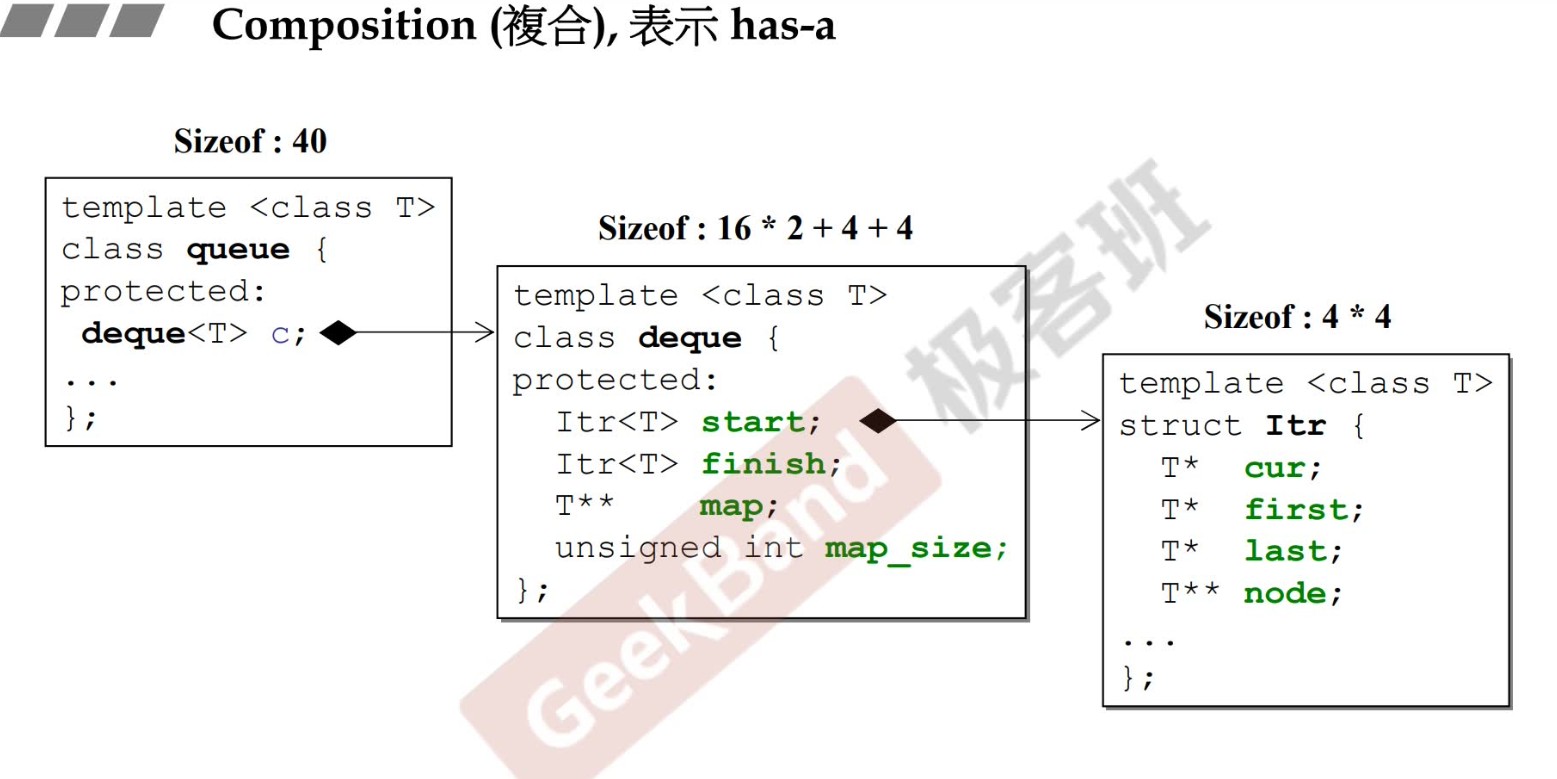 Composition (複合), 表示 has-a
Sizeof : 40
template <class T>
class queue {
protected:
deque<T> c;
...
};
Sizeof : 16 * 2 + 4 + 4
template <class T>
class deque {
protected:
Itr<T> start;
Itr<T> finish;
T** map;
unsigned int map_size;
};
Sizeof : 4 * 4
template <class T>
struct Itr {
T* cur;
T* first;
T* last;
T** node;
...
};
GeekBand 极客班